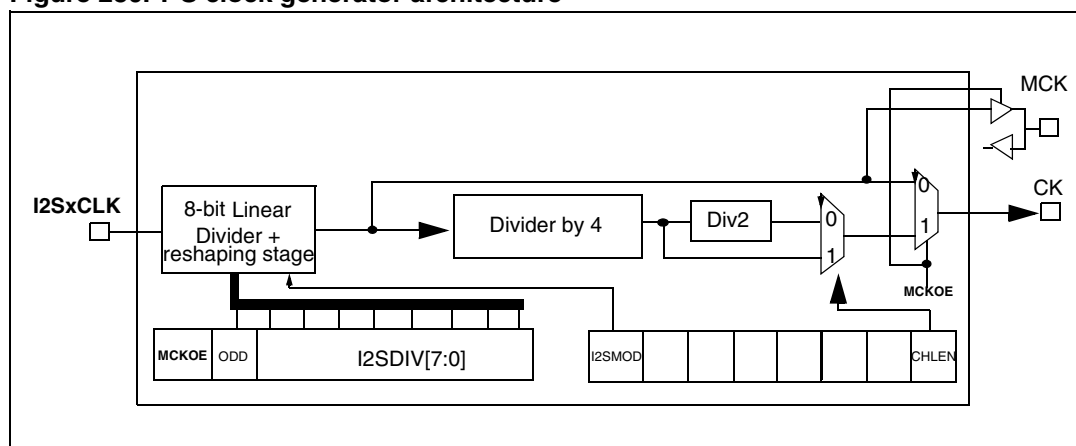 Figure 280. I²S clock generator architecture
MCK
I2SxCLK
8-bit Linear
Divider +
reshaping stage
Divider by 4
Div2
0
1
0
1
CK
MCKOE
MCKOE
ODD
I2SDIV[7:0]
I2SMOD
CHLEN